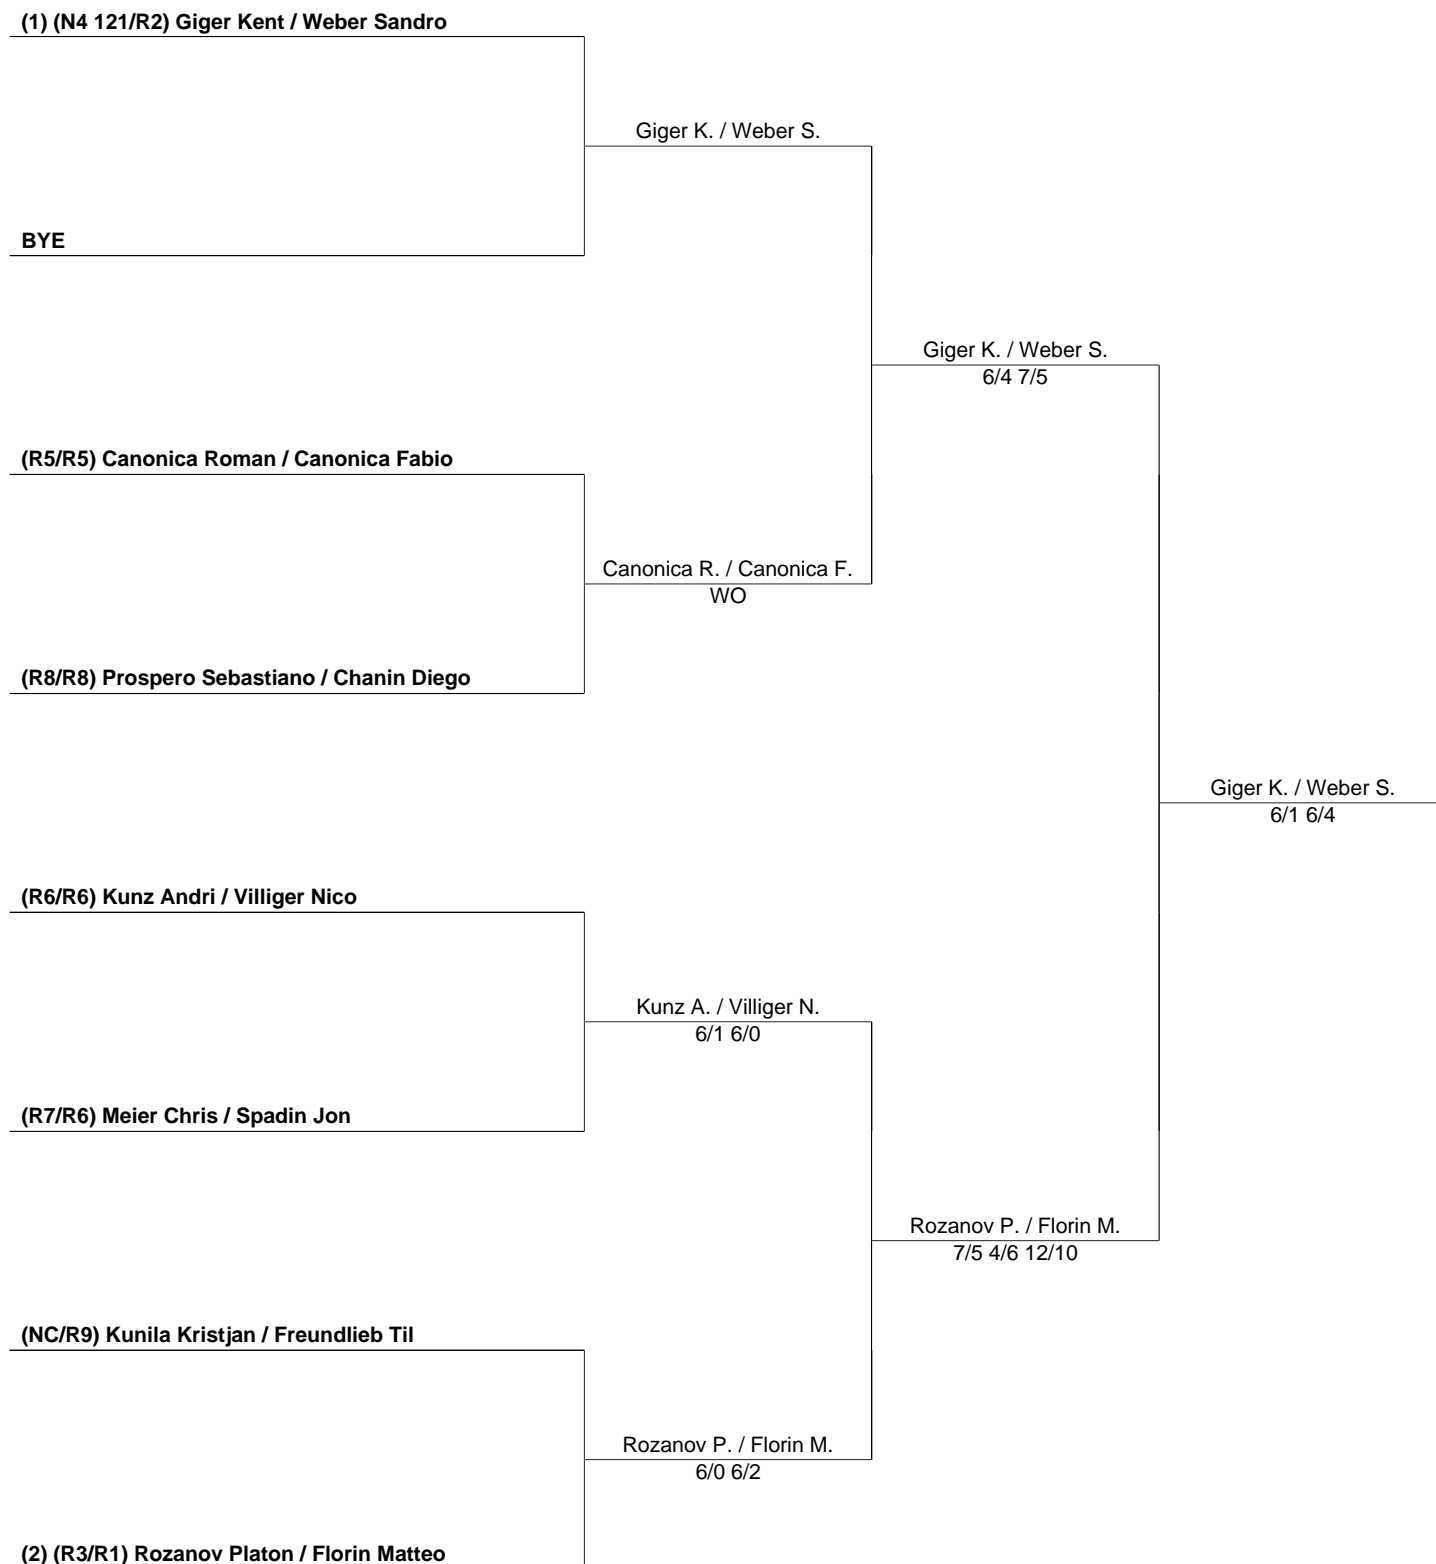 (1) (N4 121/R2) Giger Kent / Weber Sandro
Giger K. / Weber S.
BYE
Giger K. / Weber S.
6/4 7/5
(R5/R5) Canonica Roman / Canonica Fabio
Canonica R. / Canonica F.
WO
(R8/R8) Prospero Sebastiano / Chanin Diego
Giger K. / Weber S.
6/1 6/4
(R6/R6) Kunz Andri / Villiger Nico
Kunz A. / Villiger N.
6/1 6/0
(R7/R6) Meier Chris / Spadin Jon
Rozanov P. / Florin M.
7/5 4/6 12/10
(NC/R9) Kunila Kristjan / Freundlieb Til
Rozanov P. / Florin M.
6/0 6/2
(2) (R3/R1) Rozanov Platon / Florin Matteo